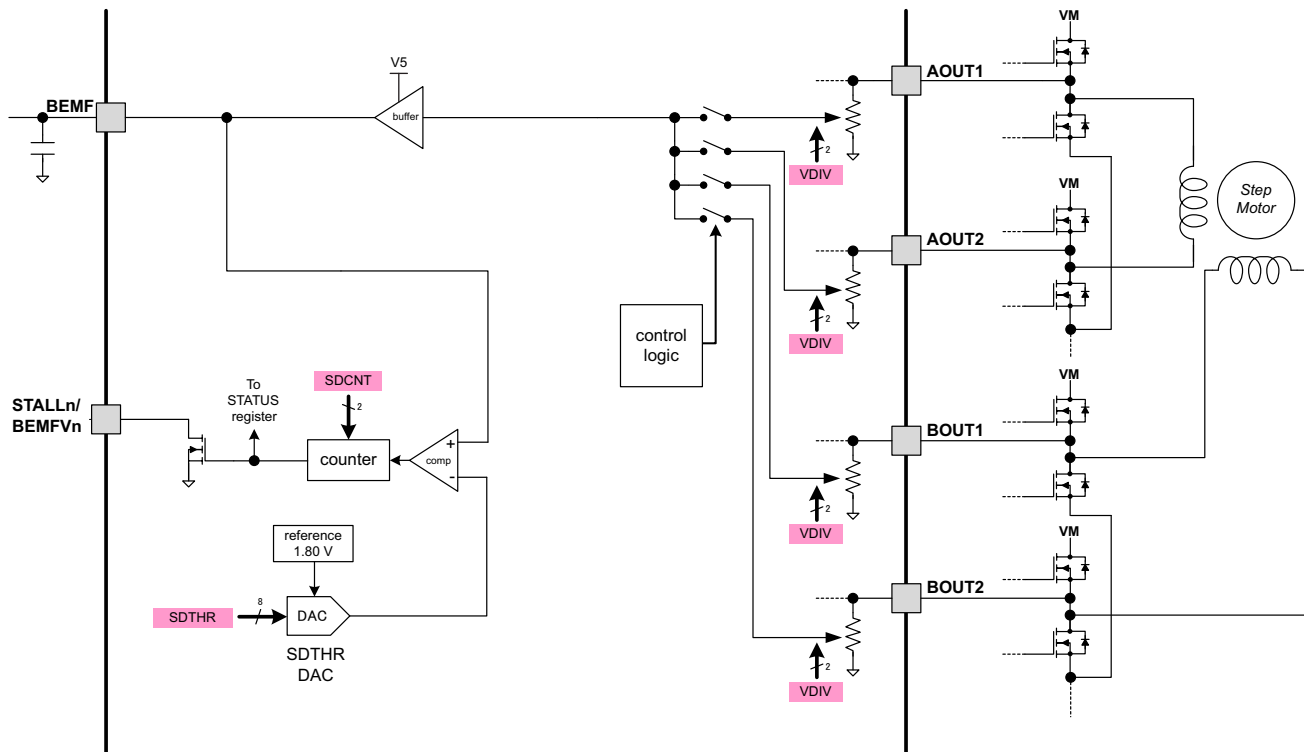 VM
V5
AOUT1
BEMF
buffer
2
VDIV
VM
Step
Motor
AOUT2
2
VDIV
control
logic
SDCNT
To
STATUS
register
2
VM
STALLn/
BEMFVn
BOUT1
counter
comp
+
-
2
VDIV
reference
1.80 V
VM
BOUT2
SDTHR
8
DAC
SDTHR
DAC
2
VDIV